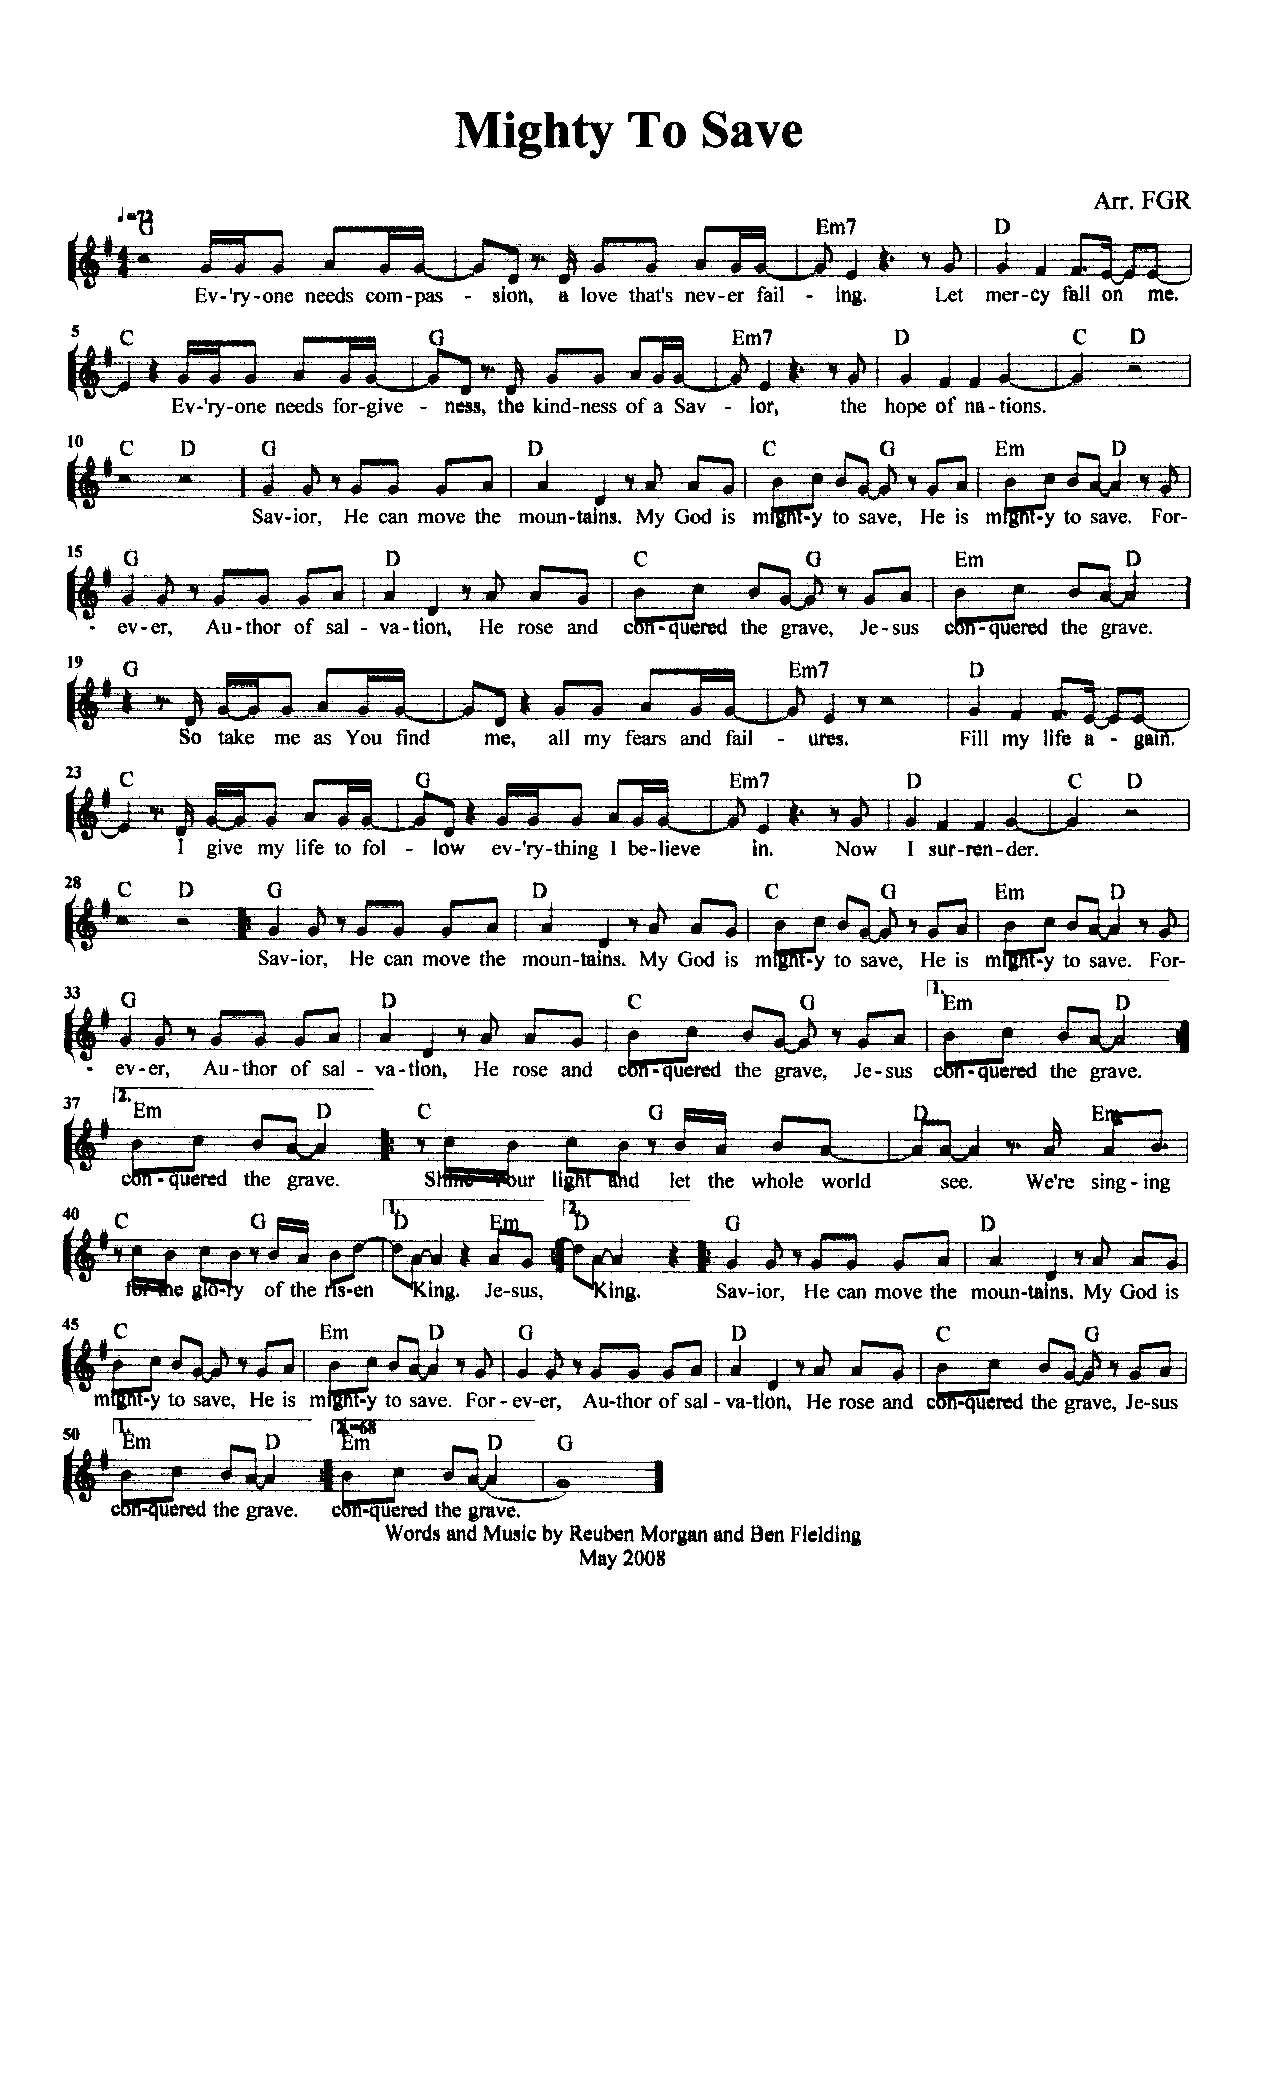 Mighty To Save
Arr. FGR
♩=72
G Em7 D
Ev-'ry-one needs com-pas - sion, a love that's nev-er fail - ing. Let mer-cy fall on me.
5
C G Em7 D C D
Ev-'ry-one needs for-give - ness, the kind-ness of a Sav - ior, the hope of na-tions.
10
C D G D C G Em D
Sav-ior, He can move the moun-tains. My God is might-y to save, He is might-y to save. For-
15
G D C G Em D
- ev-er, Au-thor of sal - va-tion, He rose and con-quered the grave, Je-sus con-quered the grave.
19
G Em7 D
So take me as You find me, all my fears and fail - ures. Fill my life a - gain.
23
C G Em7 D C D
I give my life to fol - low ev-'ry-thing I be-lieve in. Now I sur-ren-der.
28
C D G D C G Em D
Sav-ior, He can move the moun-tains. My God is might-y to save, He is might-y to save. For-
33
G D C G 1. Em D
- ev-er, Au-thor of sal - va-tion, He rose and con-quered the grave, Je-sus con-quered the grave.
37
2. Em D C G D Em
con-quered the grave. Shine Your light and let the whole world see. We're sing-ing
40
C G 1. D Em 2. D G D
for the glo-ry of the ris-en King. Je-sus, King. Sav-ior, He can move the moun-tains. My God is
45
C Em D G D C G
might-y to save, He is might-y to save. For-ev-er, Au-thor of sal-va-tion, He rose and con-quered the grave, Je-sus
50
1. Em D 2. =68 Em D G
con-quered the grave. con-quered the grave.
Words and Music by Reuben Morgan and Ben Fielding
May 2008